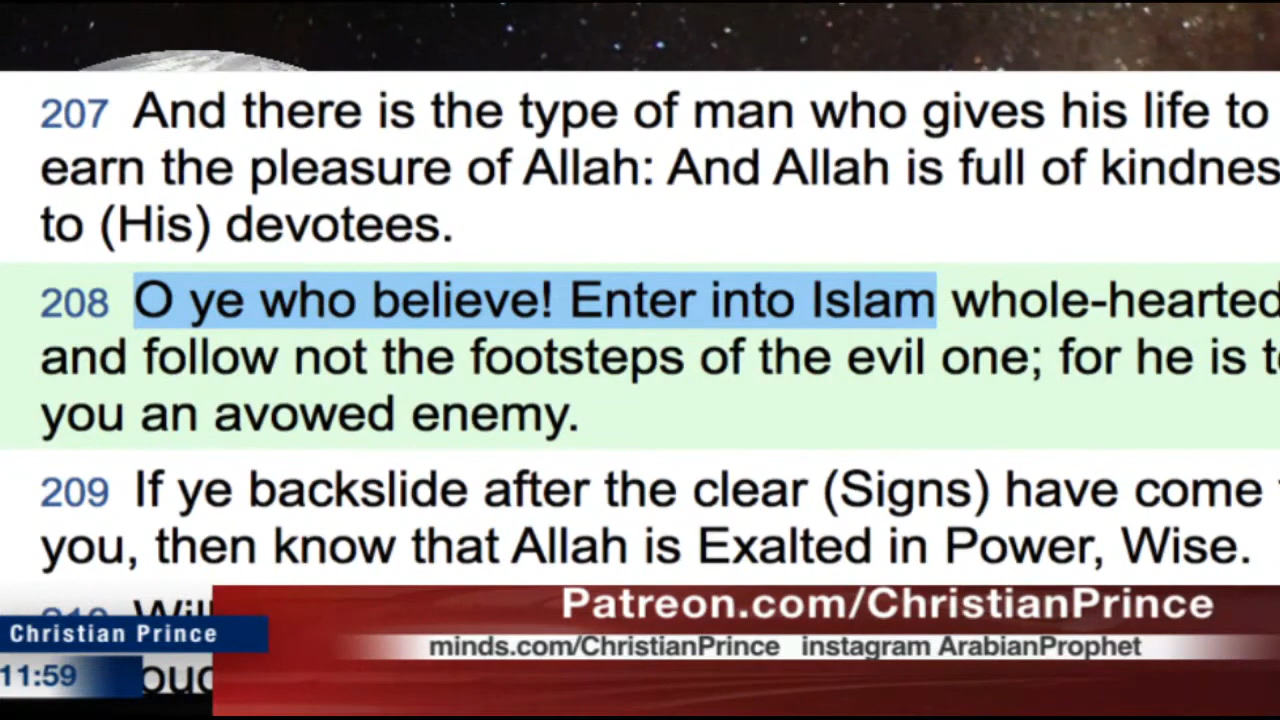 207 And there is the type of man who gives his life to
earn the pleasure of Allah: And Allah is full of kindnes
to (His) devotees.
208 O ye who believe! Enter into Islam whole-hearted
and follow not the footsteps of the evil one; for he is t
you an avowed enemy.
209 If ye backslide after the clear (Signs) have come
you, then know that Allah is Exalted in Power, Wise.
Will
Patreon.com/ChristianPrince
Christian Prince
minds.com/ChristianPrince instagram ArabianProphet
11:59